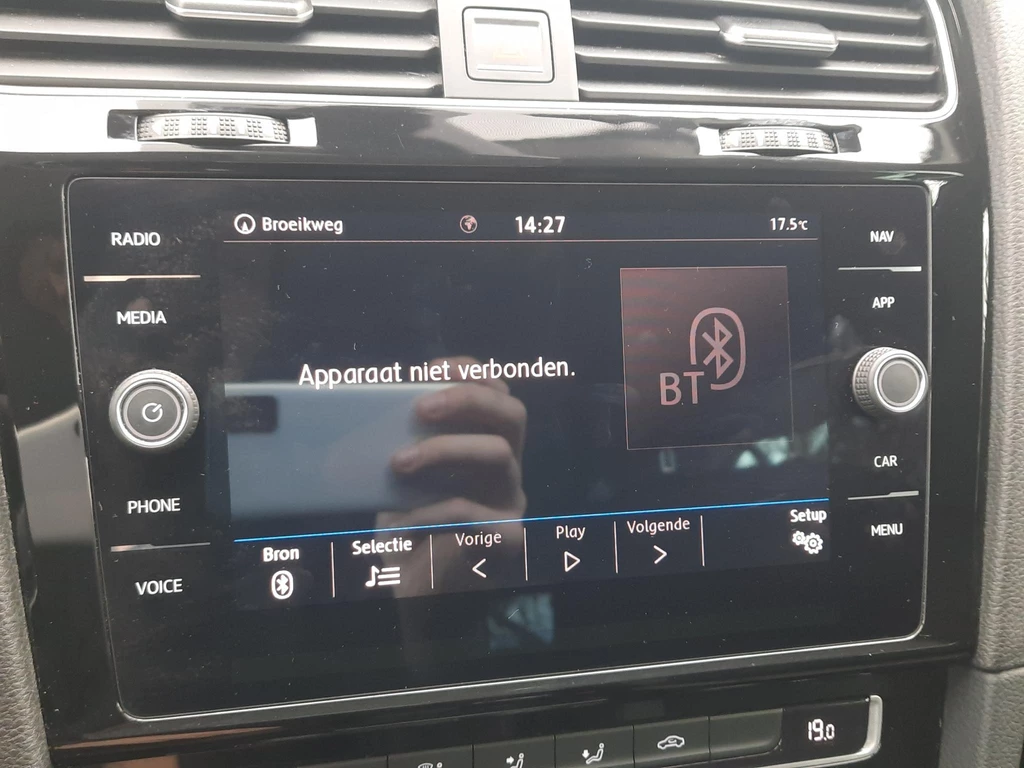 RADIO
MEDIA
PHONE
VOICE
Broeikweg
14:27
17.5°C
Apparaat niet verbonden.
BT
Bron
Selectie
Vorige
Play
Volgende
Setup
NAV
APP
CAR
MENU
19.0